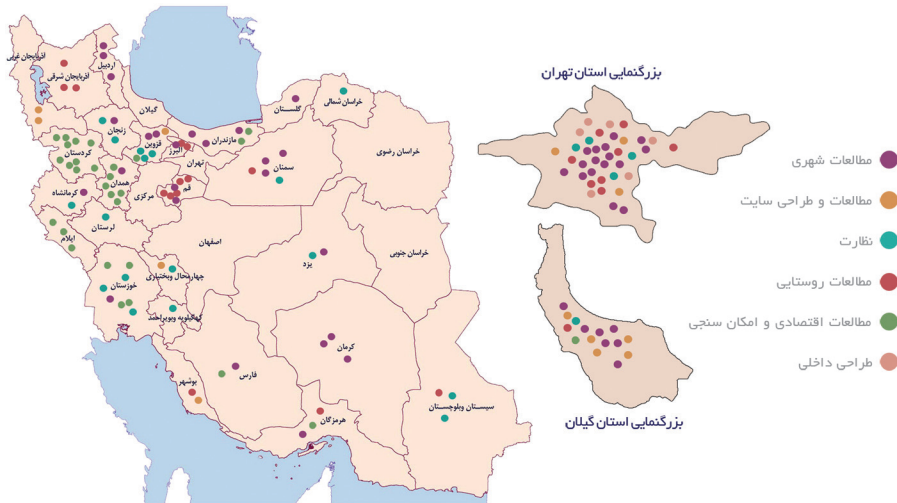 آذربایجان غربی
آذربایجان شرقی
اردبیل
گیلان
زنجان
کردستان
قزوین
البرز
مازندران
گلستان
خراسان شمالی
خراسان رضوی
تهران
سمنان
همدان
کرمانشاه
مرکزی
قم
لرستان
ایلام
اصفهان
خراسان جنوبی
یزد
چهارمحال وبختیاری
خوزستان
کهگیلویه وبویراحمد
کرمان
فارس
بوشهر
هرمزگان
سیستان وبلوچستان
بزرگنمایی استان تهران
بزرگنمایی استان گیلان
مطالعات شهری
مطالعات و طراحی سایت
نظارت
مطالعات روستایی
مطالعات اقتصادی و امکان سنجی
طراحی داخلی